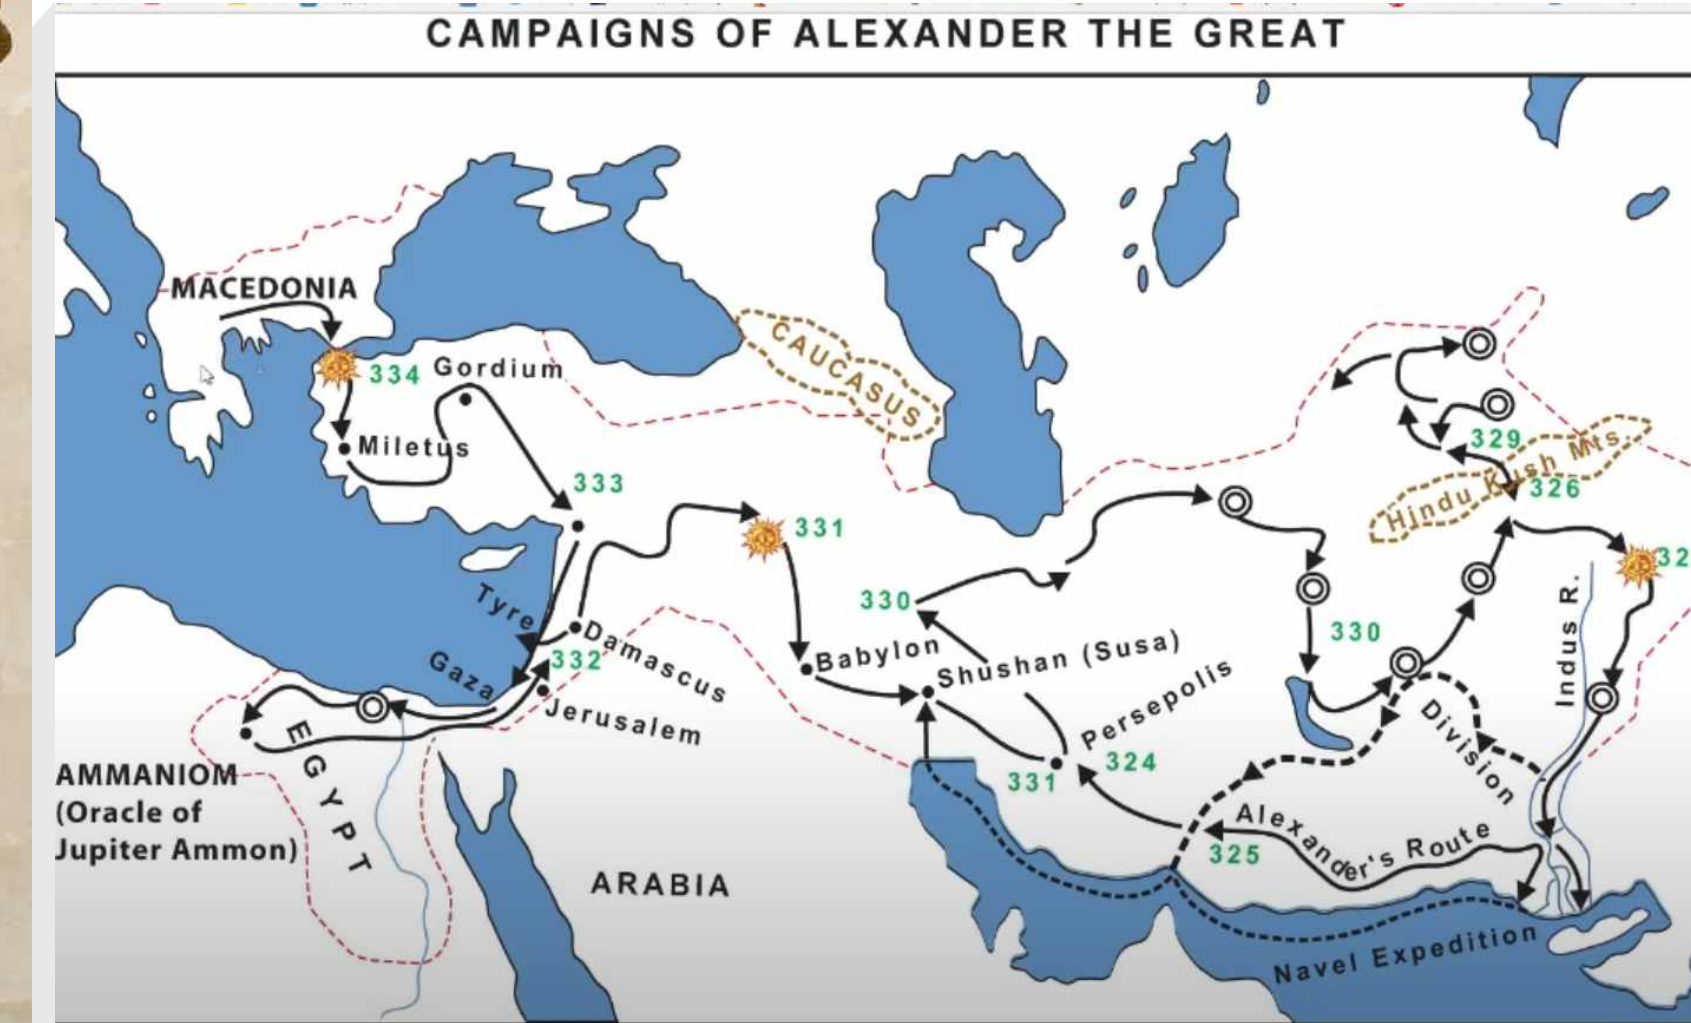 CAMPAIGNS OF ALEXANDER THE GREAT
MACEDONIA
334
Gordium
CAUCASUS
Miletus
333
329
Hindu Kush Mts.
326
331
32
Tyre
330
Damascus
332
Babylon
330
Indus R.
Gaza
Shushan (Susa)
Jerusalem
Persepolis
Division
EGYPT
AMMANIOM
(Oracle of
Jupiter Ammon)
331
324
Alexander's Route
325
ARABIA
Navel Expedition